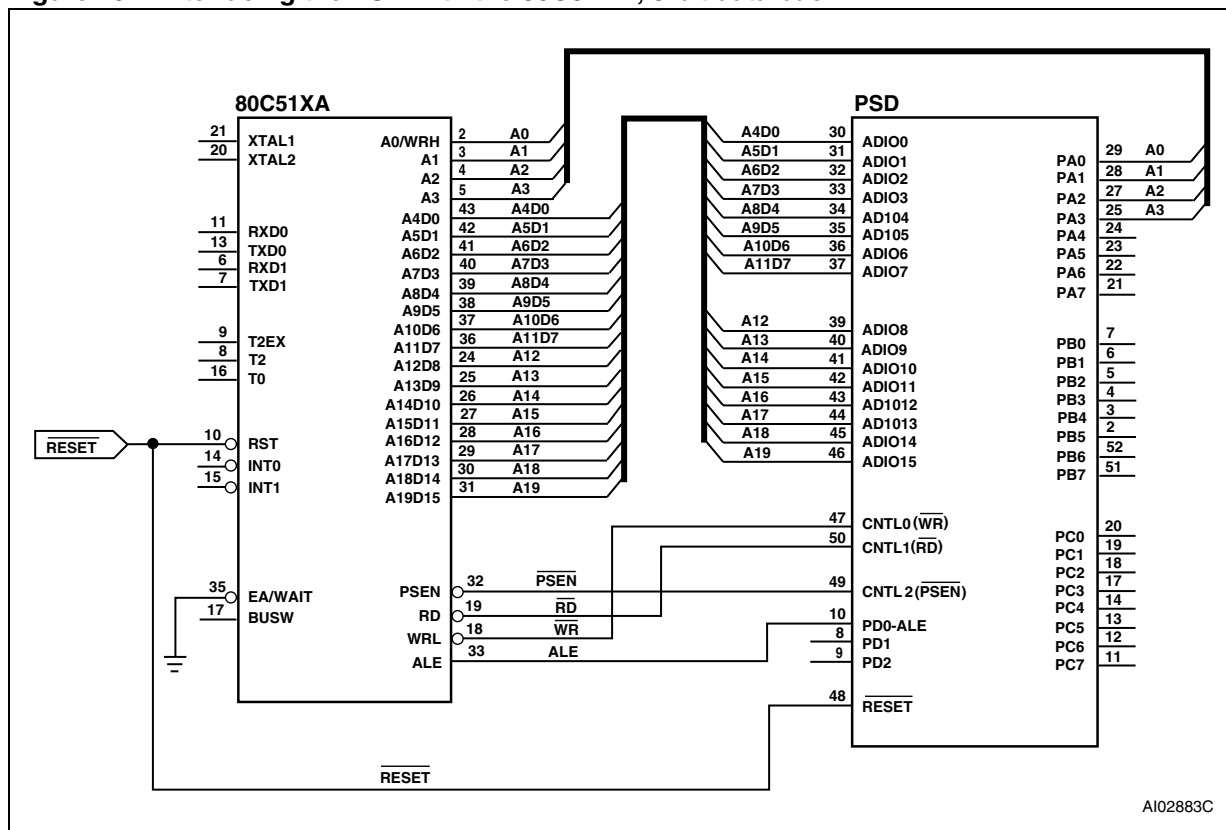 80C51XA
21 XTAL1
20 XTAL2
11 RXD0
13 TXD0
6 RXD1
7 TXD1
9 T2EX
8 T2
16 T0
RESET
10 RST
14 INT0
15 INT1
35 EA/WAIT
17 BUSW
A0/WRH 2 A0
A1 3 A1
A2 4 A2
A3 5 A3
A4D0 43 A4D0
A5D1 42 A5D1
A6D2 41 A6D2
A7D3 40 A7D3
A8D4 39 A8D4
A9D5 38 A9D5
A10D6 37 A10D6
A11D7 36 A11D7
A12D8 24 A12
A13D9 25 A13
A14D10 26 A14
A15D11 27 A15
A16D12 28 A16
A17D13 29 A17
A18D14 30 A18
A19D15 31 A19
PSEN 32 PSEN
RD 19 RD
WRL 18 WR
ALE 33 ALE
RESET
PSD
A4D0 30 ADIO0
A5D1 31 ADIO1
A6D2 32 ADIO2
A7D3 33 ADIO3
A8D4 34 AD104
A9D5 35 AD105
A10D6 36 ADIO6
A11D7 37 ADIO7
A12 39 ADIO8
A13 40 ADIO9
A14 41 ADIO10
A15 42 ADIO11
A16 43 AD1012
A17 44 AD1013
A18 45 ADIO14
A19 46 ADIO15
47 CNTL0(WR)
50 CNTL1(RD)
49 CNTL 2(PSEN)
10 PD0-ALE
8 PD1
9 PD2
48 RESET
PA0 29 A0
PA1 28 A1
PA2 27 A2
PA3 25 A3
PA4 24
PA5 23
PA6 22
PA7 21
PB0 7
PB1 6
PB2 5
PB3 4
PB4 3
PB5 2
PB6 52
PB7 51
PC0 20
PC1 19
PC2 18
PC3 17
PC4 14
PC5 13
PC6 12
PC7 11
AI02883C